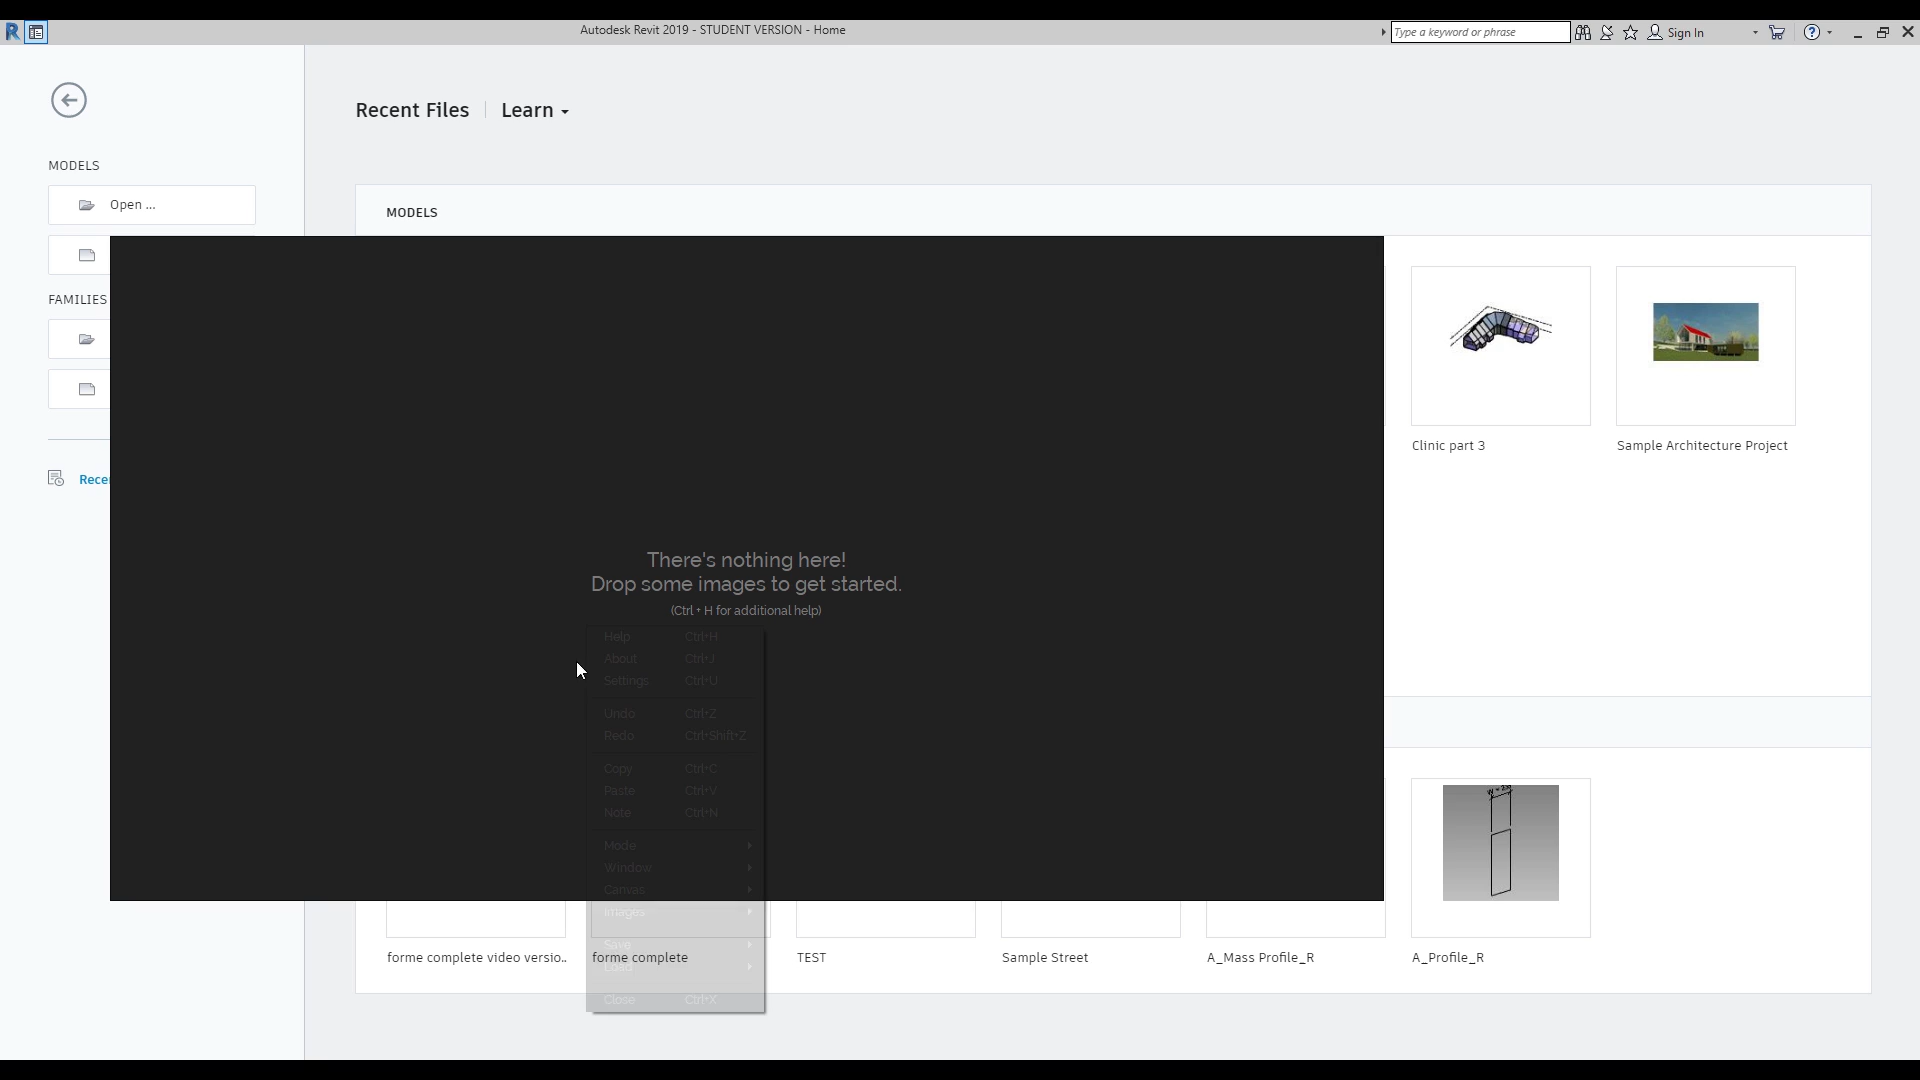 Autodesk Revit 2019 - STUDENT VERSION - Home
Type a keyword or phrase
Sign In
Recent Files
Learn
MODELS
Open ...
FAMILIES
Recen
MODELS
Clinic part 3
Sample Architecture Project
There's nothing here!
Drop some images to get started.
(Ctrl + H for additional help)
Help Ctrl+H
About Ctrl+J
Settings Ctrl+U
Undo Ctrl+Z
Redo Ctrl+Shift+Z
Copy Ctrl+C
Paste Ctrl+V
Note Ctrl+N
Mode
Window
Canvas
Images
Save
Load
Close Ctrl+X
forme complete video versio..
forme complete
TEST
Sample Street
A_Mass Profile_R
A_Profile_R